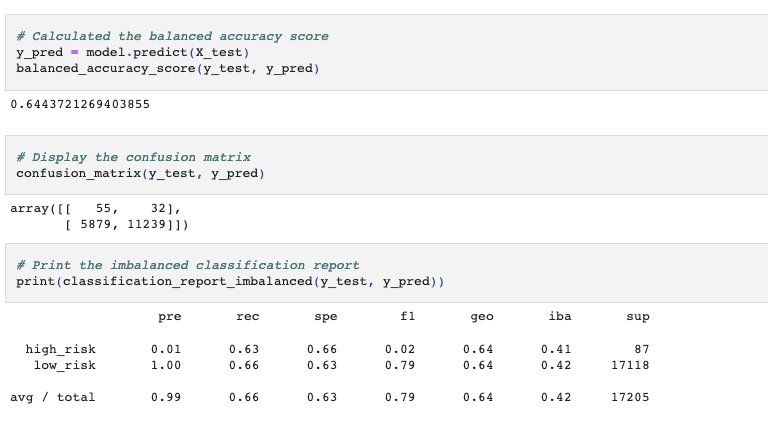 # Calculated the balanced accuracy score
y_pred = model.predict(X_test)
balanced_accuracy_score(y_test, y_pred)
0.6443721269403855
# Display the confusion matrix
confusion_matrix(y_test, y_pred)
array([[   55,    32],
       [ 5879, 11239]])
# Print the imbalanced classification report
print(classification_report_imbalanced(y_test, y_pred))
                   pre       rec       spe        f1       geo       iba       sup
  high_risk       0.01      0.63      0.66      0.02      0.64      0.41        87
   low_risk       1.00      0.66      0.63      0.79      0.64      0.42     17118
avg / total       0.99      0.66      0.63      0.79      0.64      0.42     17205